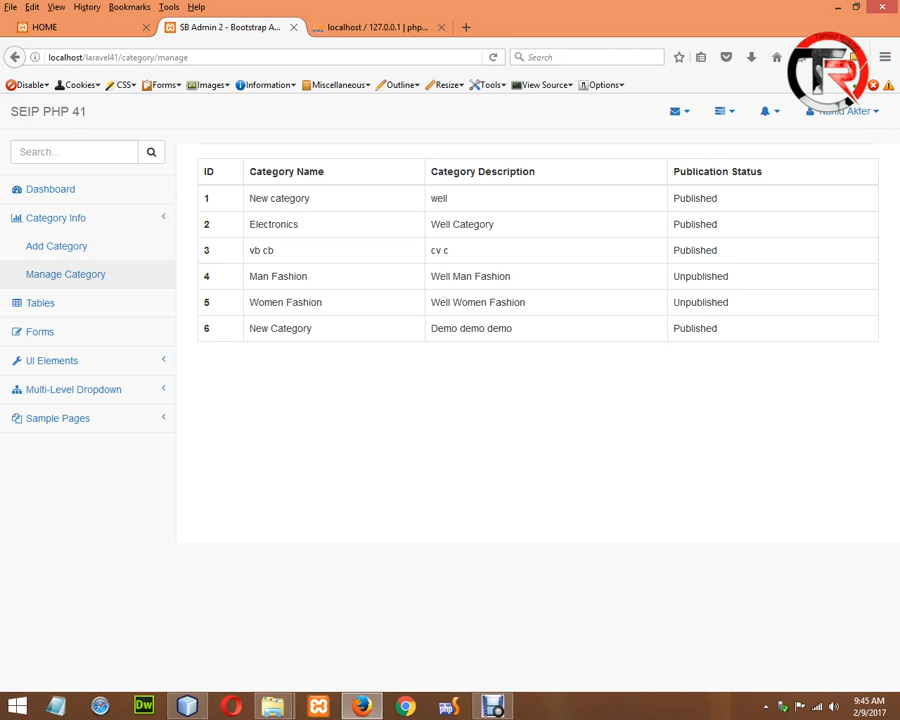 File Edit View History Bookmarks Tools Help
HOME
SB Admin 2 - Bootstrap A...
localhost / 127.0.0.1 | php...
localhost/laravel41/category/manage
Search
Disable Cookies CSS Forms Images Information Miscellaneous Outline Resize Tools View Source Options
SEIP PHP 41
Akter
Search...
Dashboard
Category Info
Add Category
Manage Category
Tables
Forms
UI Elements
Multi-Level Dropdown
Sample Pages
ID Category Name Category Description Publication Status
1 New category well Published
2 Electronics Well Category Published
3 vb cb cv c Published
4 Man Fashion Well Man Fashion Unpublished
5 Women Fashion Well Women Fashion Unpublished
6 New Category Demo demo demo Published
Dw
php
9:45 AM
2/9/2017